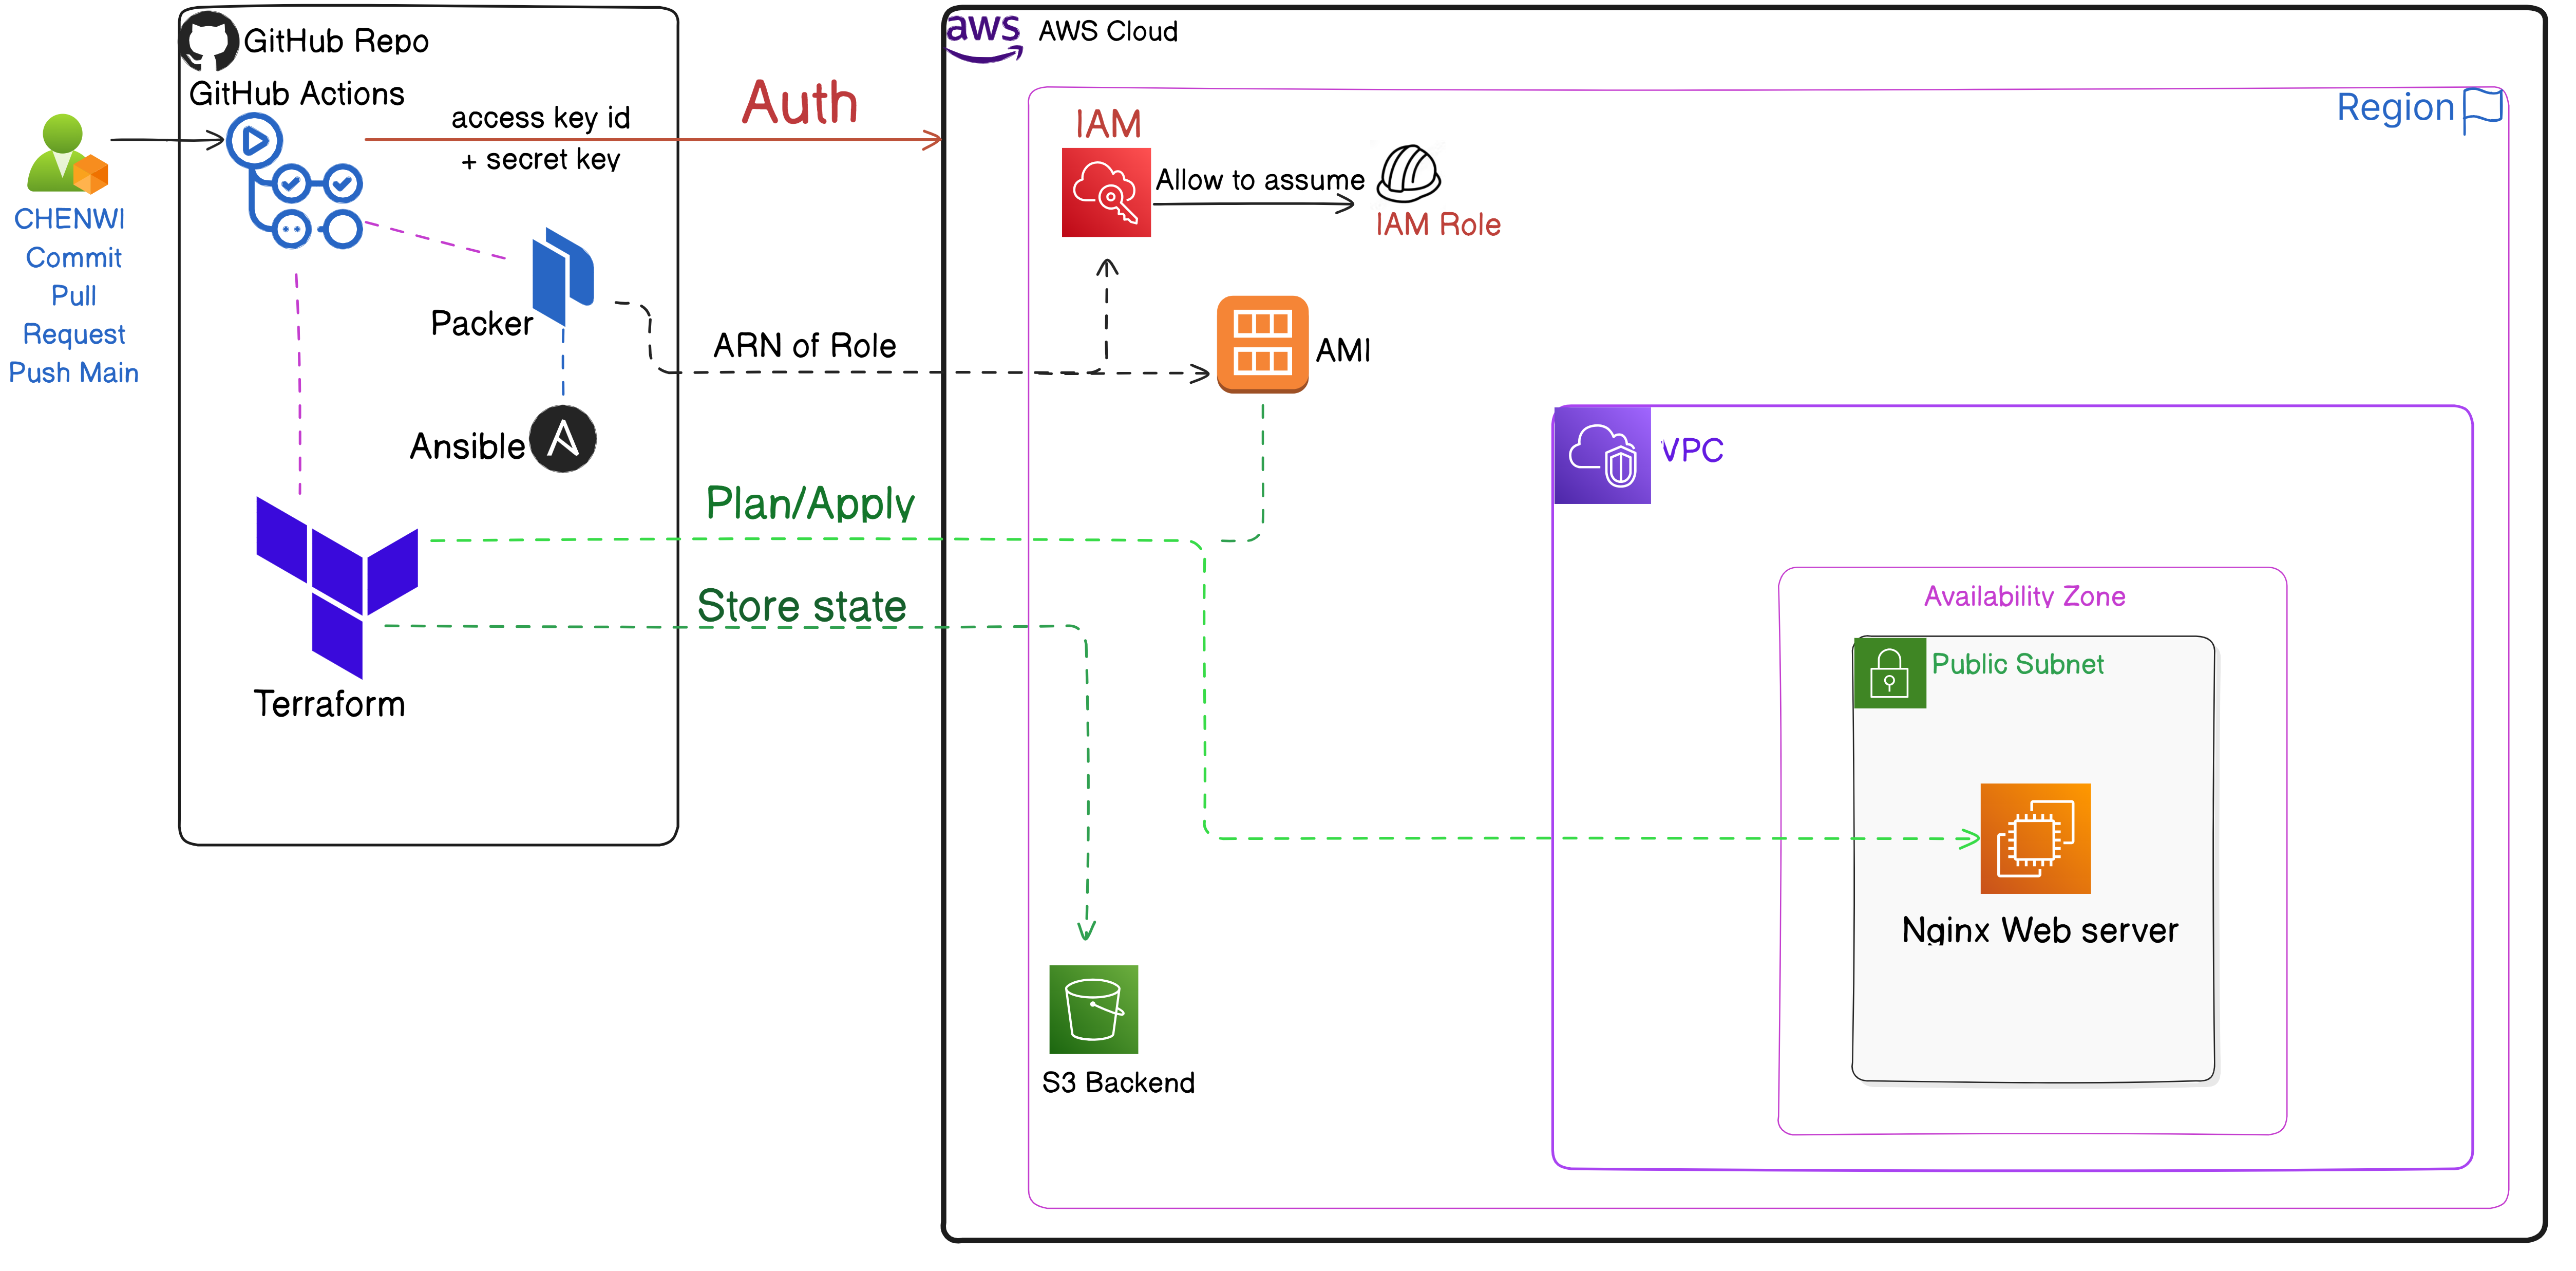 GitHub Repo
GitHub Actions
CHENWI
Commit
Pull
Request
Push Main
access key id
+ secret key
Auth
Packer
Ansible
Terraform
ARN of Role
Plan/Apply
Store state
aws
AWS Cloud
Region
IAM
Allow to assume
IAM Role
AMI
VPC
Availability Zone
Public Subnet
Nginx Web server
S3 Backend